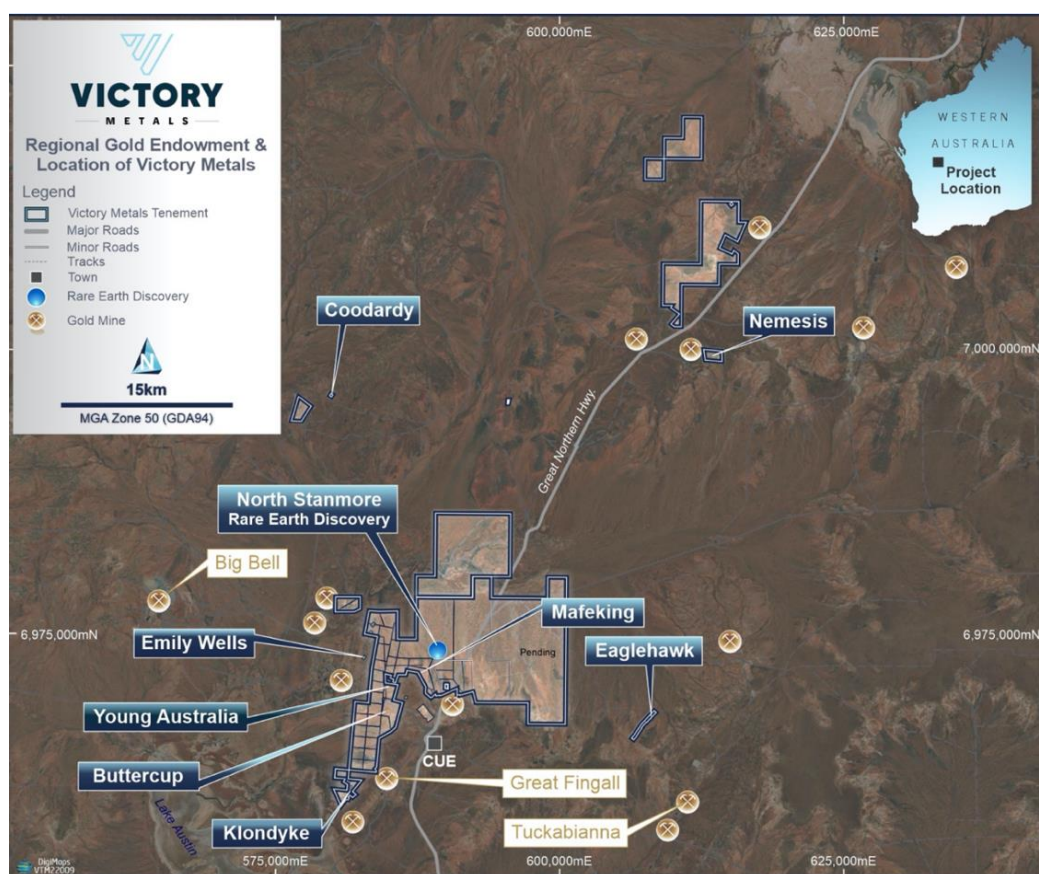 VICTORY
METALS
Regional Gold Endowment &
Location of Victory Metals
Legend
Victory Metals Tenement
Major Roads
Minor Roads
Tracks
Town
Rare Earth Discovery
Gold Mine
N
15km
MGA Zone 50 (GDA94)
600,000mE
625,000mE
WESTERN
AUSTRALIA
Project
Location
Coodardy
Nemesis
7,000,000mN
Great Northern Hwy.
North Stanmore
Rare Earth Discovery
Big Bell
Mafeking
6,975,000mN
6,975,000mN
Emily Wells
Pending
Eaglehawk
Young Australia
CUE
Buttercup
Great Fingall
Lake Austin
Klondyke
Tuckabianna
575,000mE
600,000mE
625,000mE
DigiMaps
VTM22009